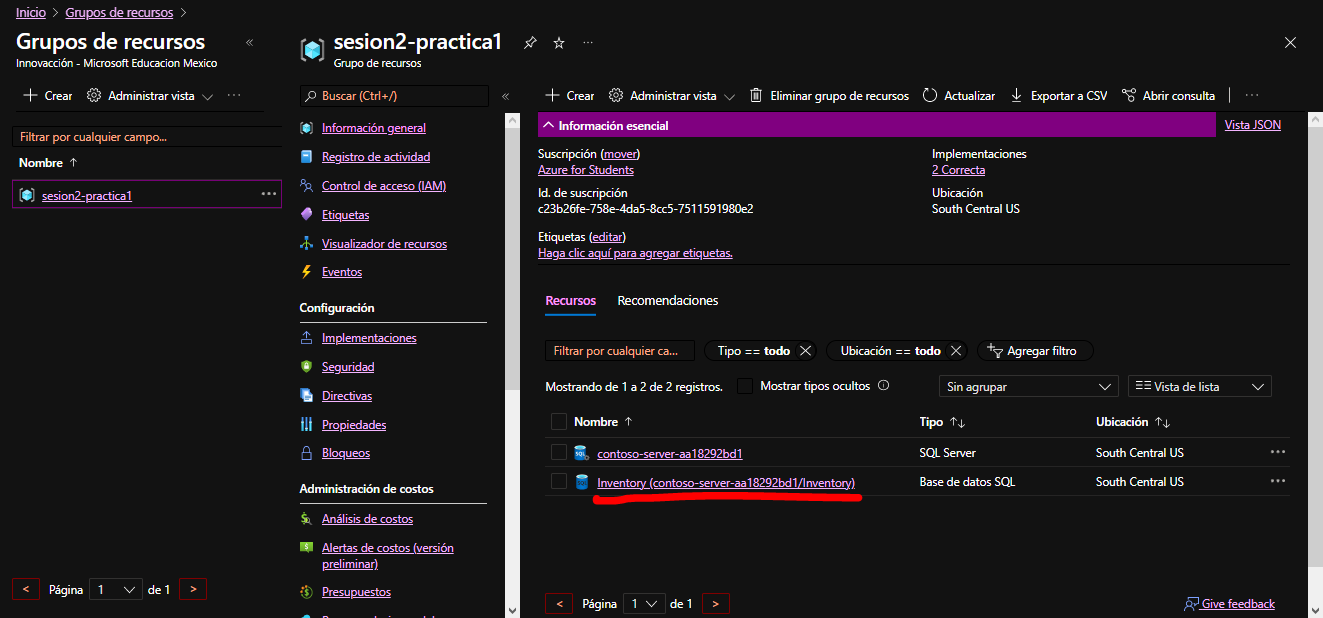 Inicio > Grupos de recursos >
Grupos de recursos «
Innovacción - Microsoft Educacion Mexico
+ Crear Administrar vista ...
Filtrar por cualquier campo...
Nombre ↑
sesion2-practica1 ...
< Página 1 de 1 >
sesion2-practica1 ...
Grupo de recursos
Buscar (Ctrl+/) «
Información general
Registro de actividad
Control de acceso (IAM)
Etiquetas
Visualizador de recursos
Eventos
Configuración
Implementaciones
Seguridad
Directivas
Propiedades
Bloqueos
Administración de costos
Análisis de costos
Alertas de costos (versión
preliminar)
Presupuestos
+ Crear Administrar vista Eliminar grupo de recursos Actualizar Exportar a CSV Abrir consulta ...
Información esencial Vista JSON
Suscripción (mover)
Azure for Students
Id. de suscripción
c23b26fe-758e-4da5-8cc5-7511591980e2
Etiquetas (editar)
Haga clic aquí para agregar etiquetas.
Implementaciones
2 Correcta
Ubicación
South Central US
Recursos Recomendaciones
Filtrar por cualquier ca... Tipo == todo Ubicación == todo Agregar filtro
Mostrando de 1 a 2 de 2 registros. Mostrar tipos ocultos Sin agrupar Vista de lista
Nombre ↑ Tipo ↑↓ Ubicación ↑↓
contoso-server-aa18292bd1 SQL Server South Central US ...
Inventory (contoso-server-aa18292bd1/Inventory) Base de datos SQL South Central US ...
< Página 1 de 1 > Give feedback